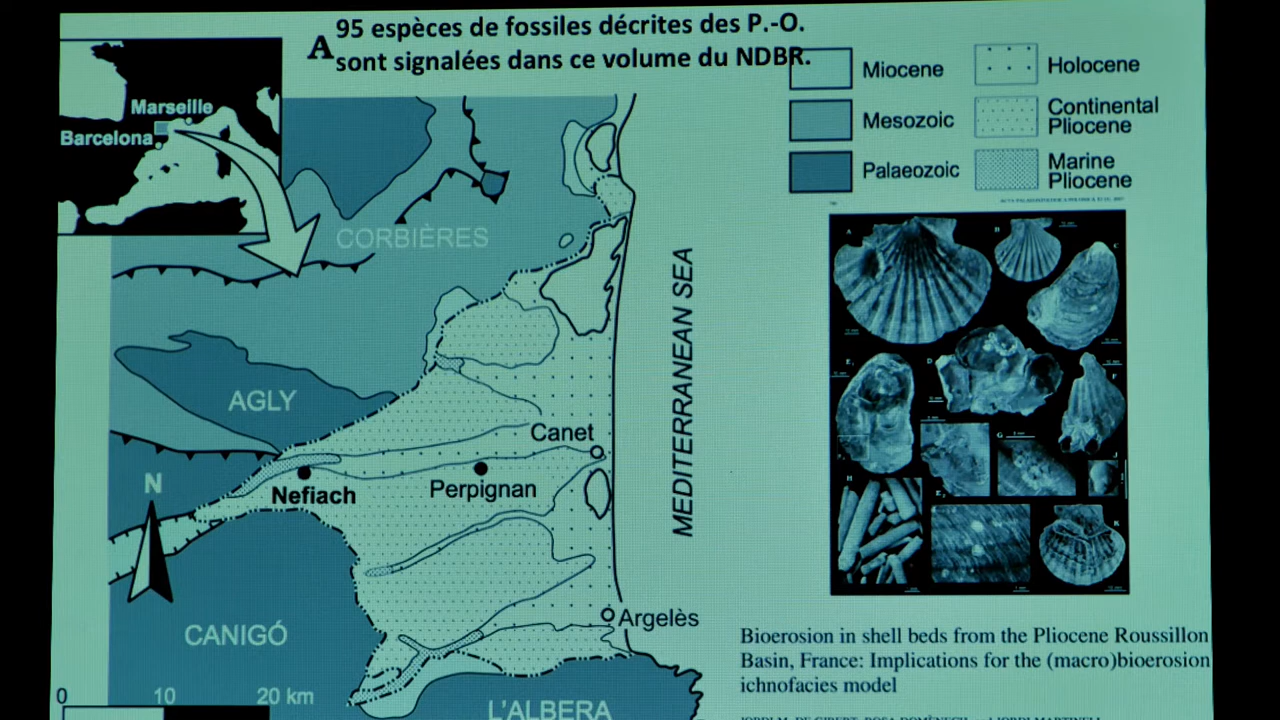 95 espèces de fossiles décrites des P.-O.
A sont signalées dans ce volume du NDBR.
Marseille
Barcelona
Miocene
Mesozoic
Palaeozoic
Holocene
Continental
Pliocene
Marine
Pliocene
CORBIÈRES
AGLY
N
Nefiach
Perpignan
Canet
MEDITERRANEAN SEA
CANIGÓ
Argelès
L'ALBERA
0 10 20 km
A
B
C
E
D
F
G
J
H
K
Bioerosion in shell beds from the Pliocene Roussillon
Basin, France: Implications for the (macro)bioerosion
ichnofacies model